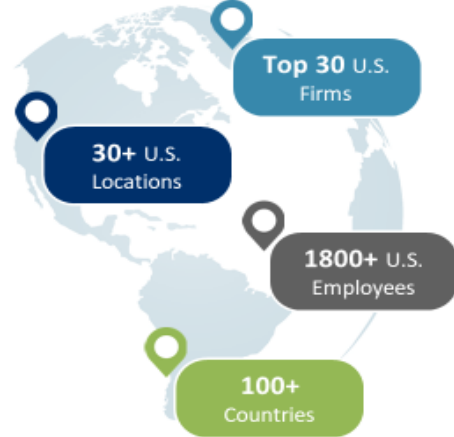 Top 30 U.S.
Firms
30+ U.S.
Locations
1800+ U.S.
Employees
100+
Countries